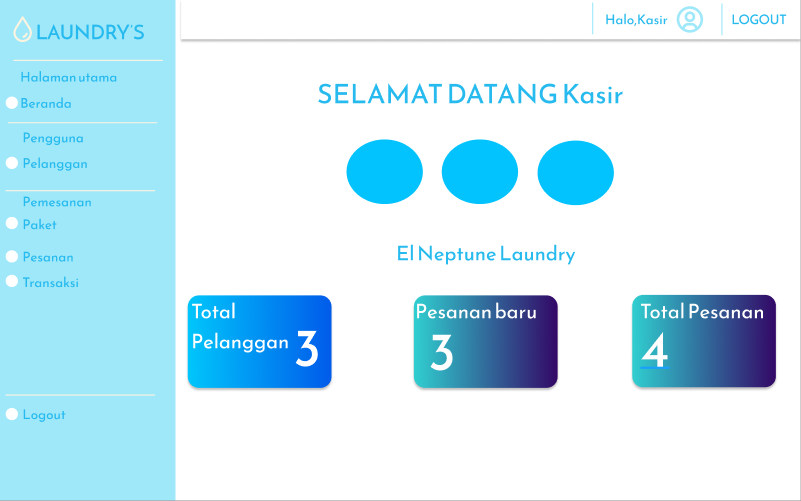 LAUNDRY'S
Halaman utama
Beranda
Pengguna
Pelanggan
Pemesanan
Paket
Pesanan
Transaksi
Logout
Halo,Kasir
LOGOUT
SELAMAT DATANG Kasir
El Neptune Laundry
Total
Pelanggan 3
Pesanan baru
3
Total Pesanan
4